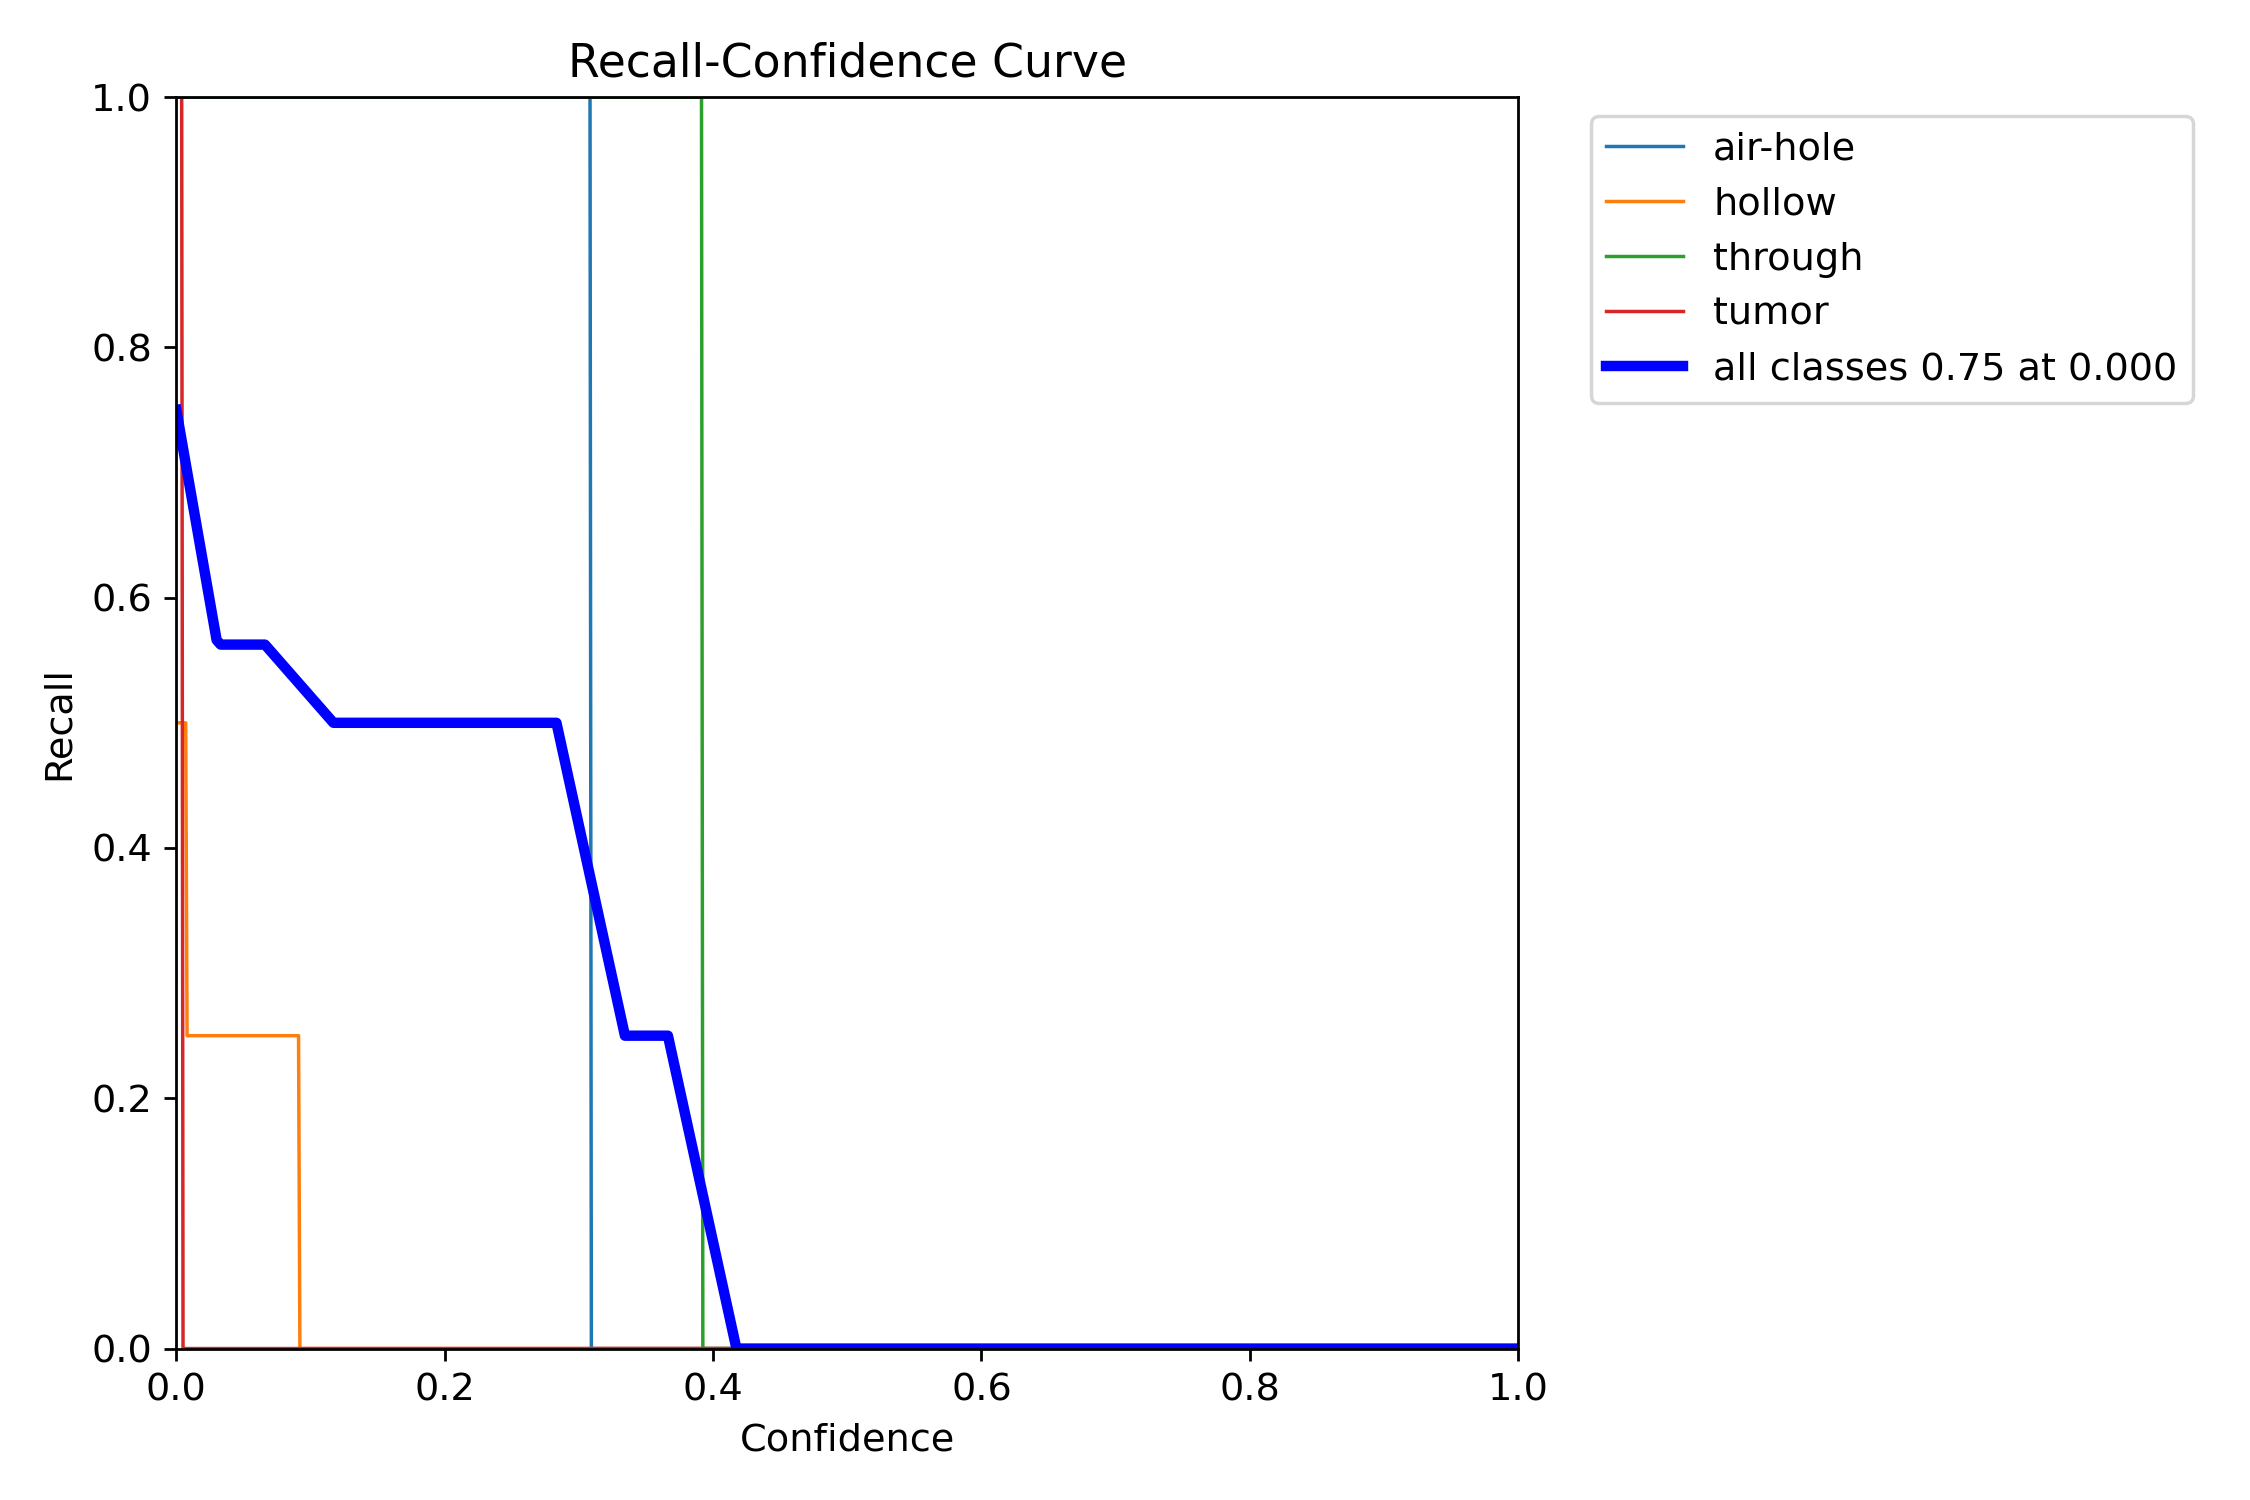 Recall-Confidence Curve
1.0
0.8
0.6
0.4
0.2
0.0
Recall
0.0 0.2 0.4 0.6 0.8 1.0
Confidence
air-hole
hollow
through
tumor
all classes 0.75 at 0.000